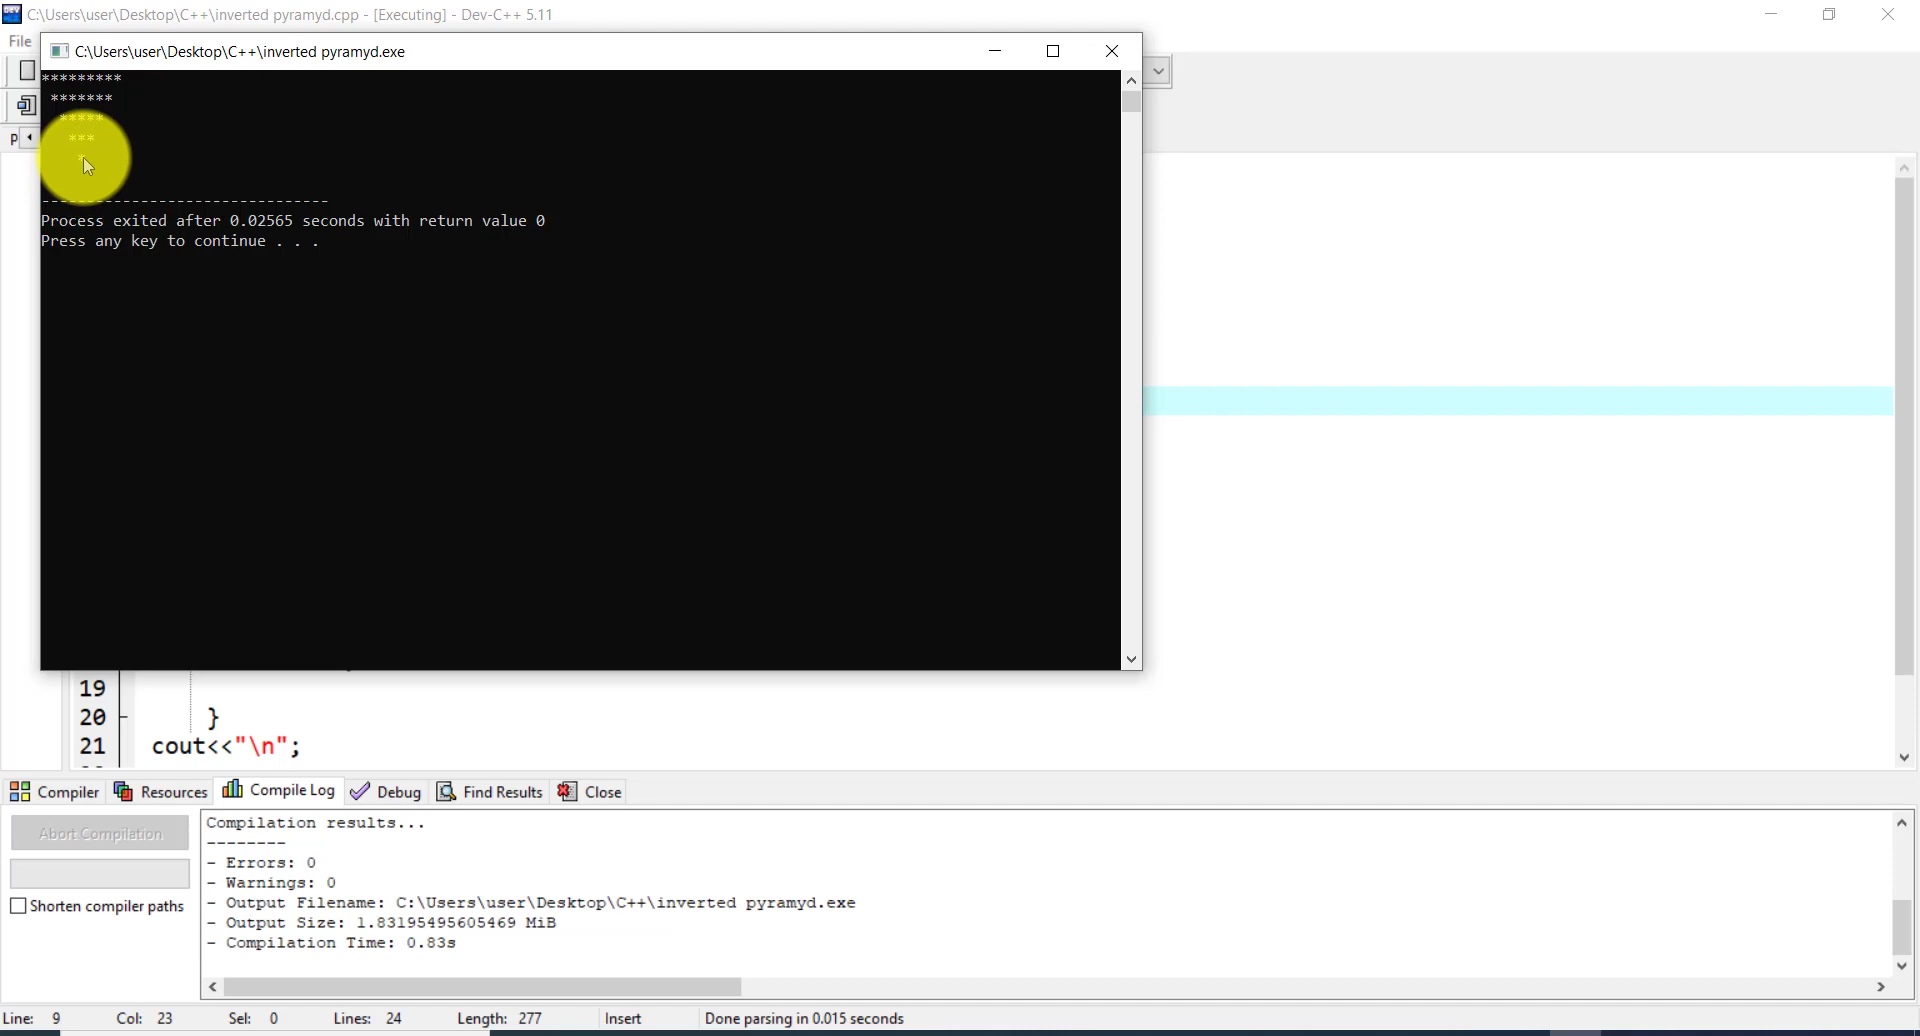 C:\Users\user\Desktop\C++\inverted pyramyd.cpp - [Executing] - Dev-C++ 5.11
File
C:\Users\user\Desktop\C++\inverted pyramyd.exe
*********
 *******
  *****
   ***
    *
--------------------------------
Process exited after 0.02565 seconds with return value 0
Press any key to continue . . .
19
20 }
21 cout<<"\n";
Compiler Resources Compile Log Debug Find Results Close
Abort Compilation
Shorten compiler paths
Compilation results...
--------
- Errors: 0
- Warnings: 0
- Output Filename: C:\Users\user\Desktop\C++\inverted pyramyd.exe
- Output Size: 1.83195495605469 MiB
- Compilation Time: 0.83s
Line: 9 Col: 23 Sel: 0 Lines: 24 Length: 277 Insert Done parsing in 0.015 seconds